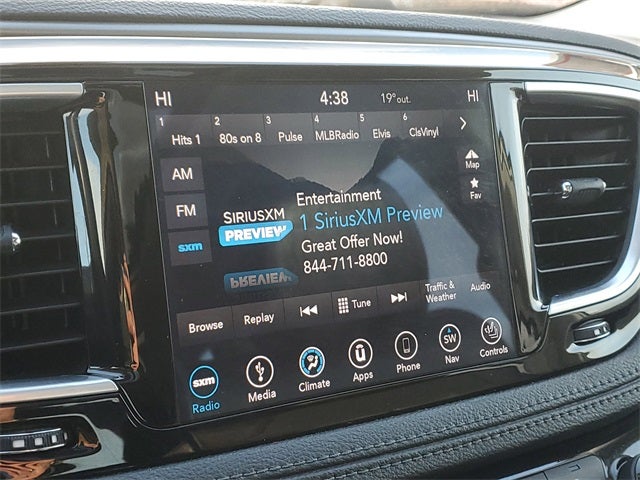 HI 4:38 19° out. HI
1 2 3 4 5 6
Hits 1 80s on 8 Pulse MLBRadio Elvis ClsVinyl
AM
FM
sxm
Map
Fav
Entertainment
SIRIUSXM
PREVIEW
1 SiriusXM Preview
Great Offer Now!
844-711-8800
PREVIEW
Browse Replay Tune Traffic & Weather Audio
sxm SW
Radio Media Climate Apps Phone Nav Controls